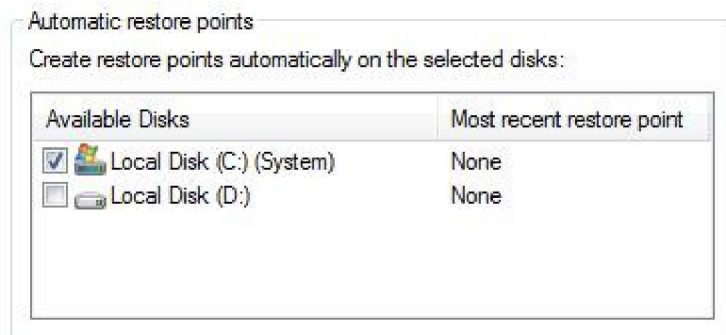 Automatic restore points
Create restore points automatically on the selected disks:
Available Disks Most recent restore point
Local Disk (C:) (System) None
Local Disk (D:) None